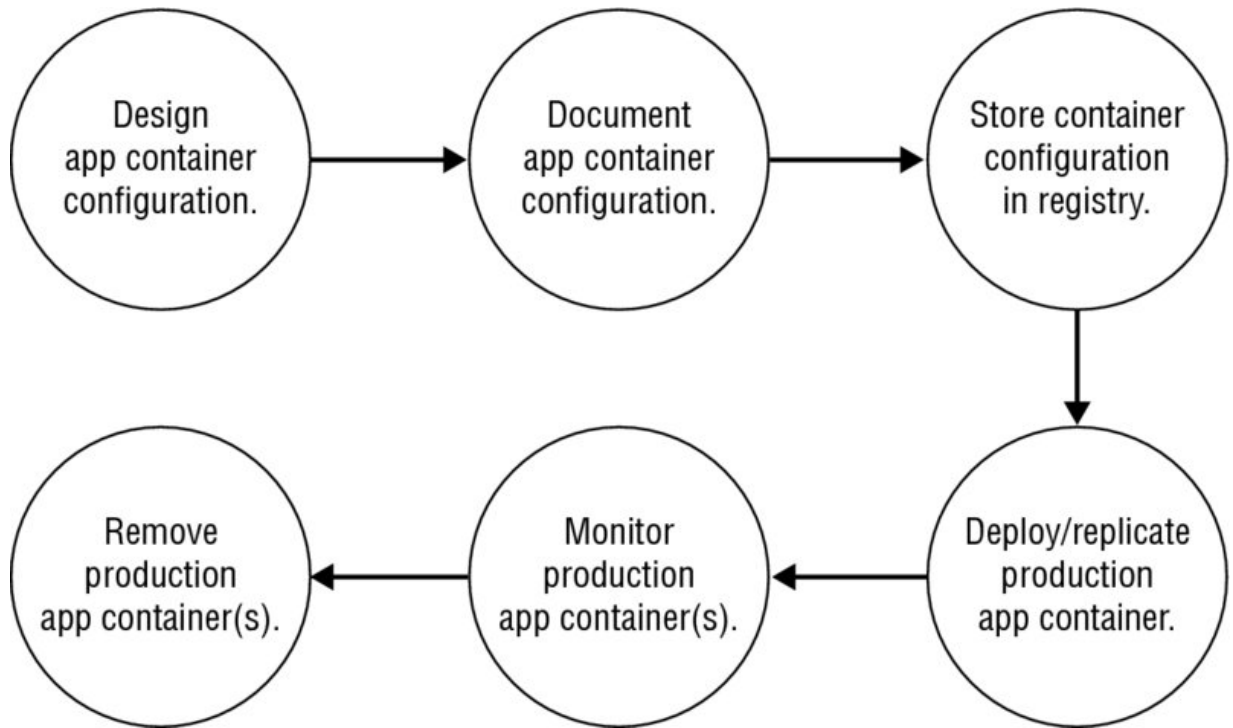 Design
app container
configuration.
Document
app container
configuration.
Store container
configuration
in registry.
Deploy/replicate
production
app container.
Monitor
production
app container(s).
Remove
production
app container(s).